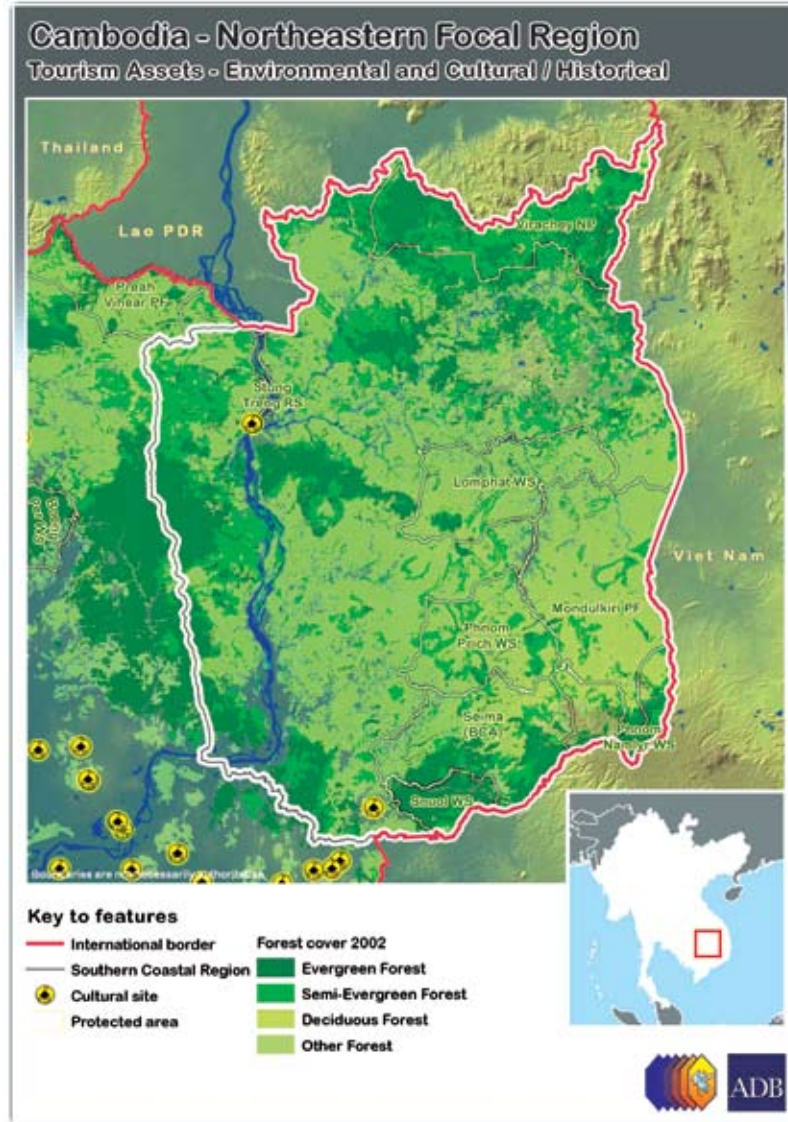 Cambodia - Northeastern Focal Region
Tourism Assets - Environmental and Cultural / Historical
Thailand
Lao PDR
Virachey NP
Preah
Vihear PF
Stung
Treng RS
Lomphat WS
Viet Nam
Mondulkiri PF
Phnom
Prich WS
Seima
(BCA)
Phnom
Namlyr WS
Snuol WS
Boundaries are not necessarily authoritative
Key to features
International border
Southern Coastal Region
Cultural site
Protected area
Forest cover 2002
Evergreen Forest
Semi-Evergreen Forest
Deciduous Forest
Other Forest
ADB